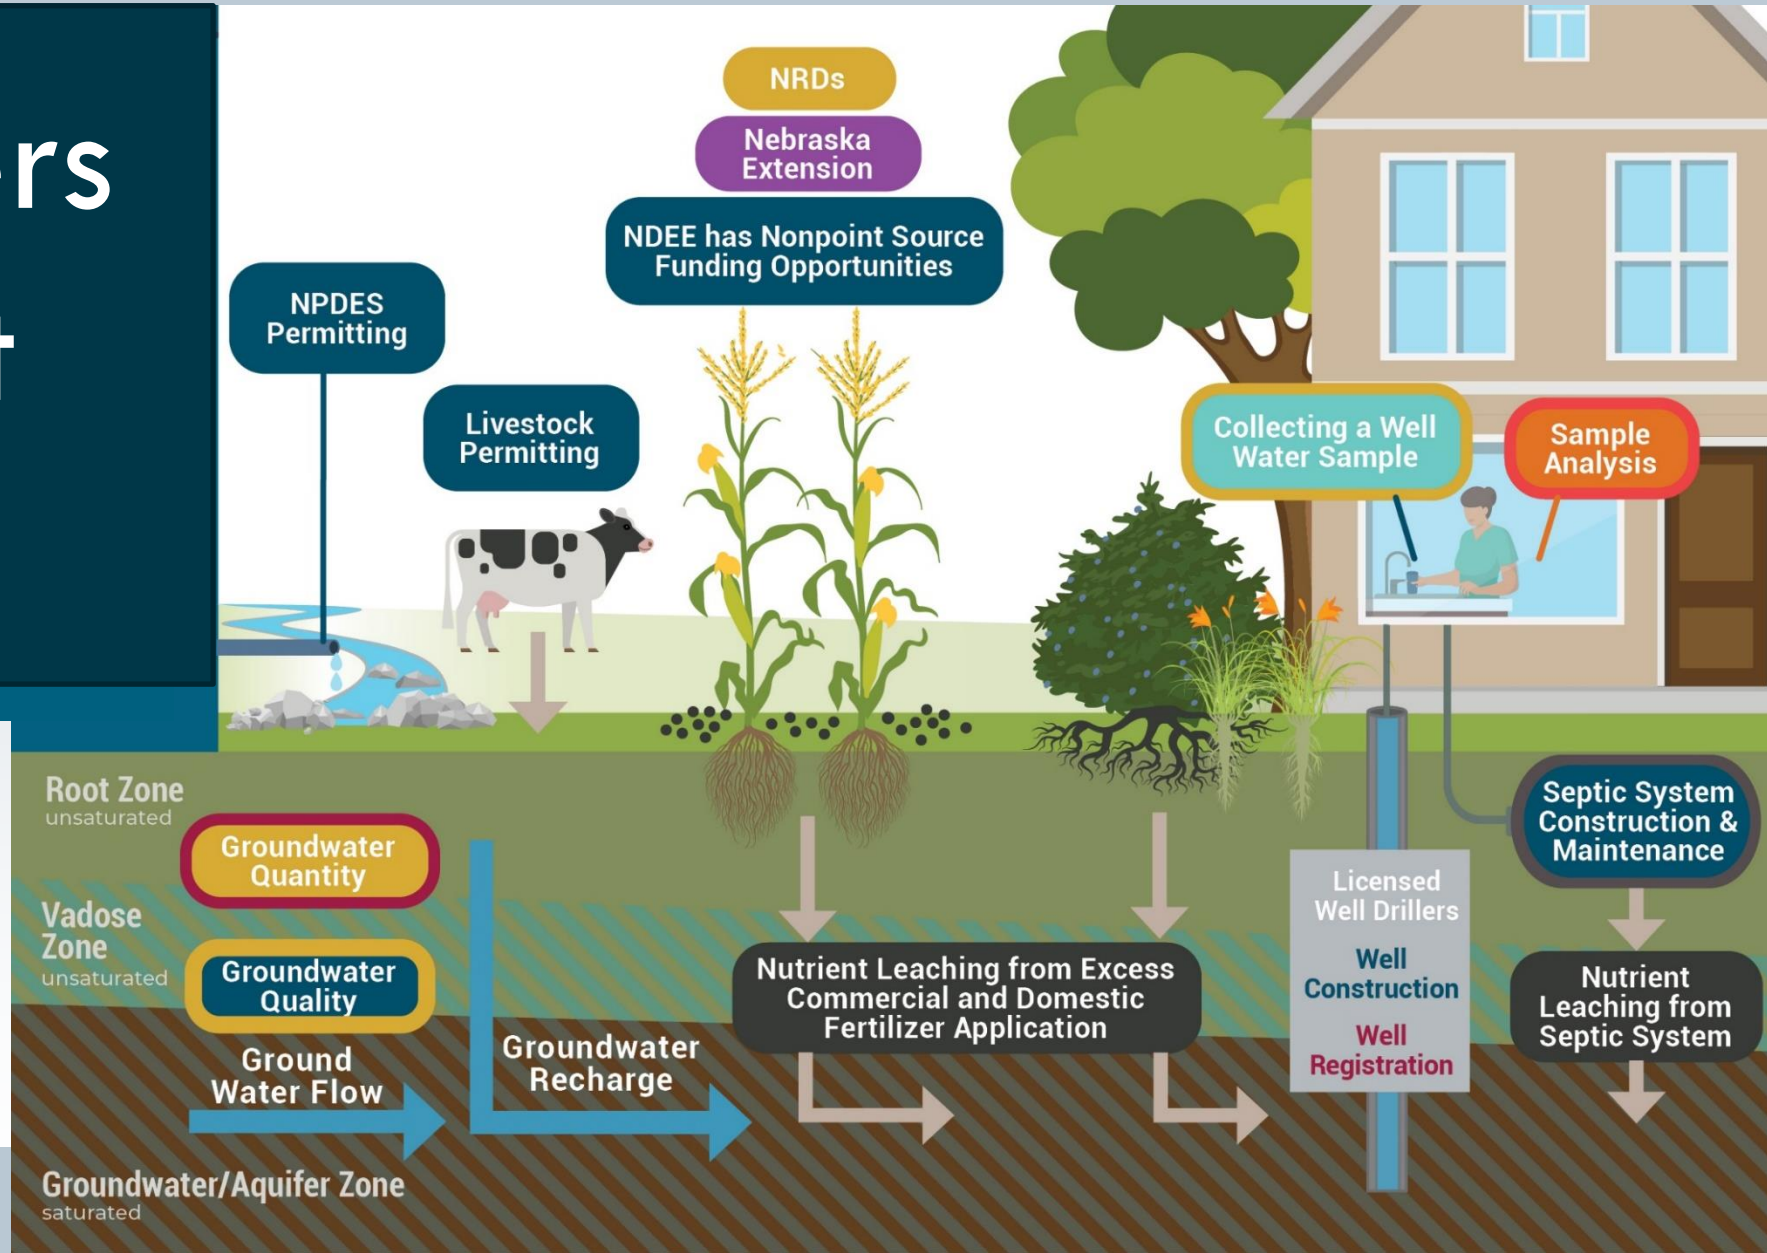 NRDs
Nebraska
Extension
NDEE has Nonpoint Source
Funding Opportunities
NPDES
Permitting
Livestock
Permitting
Collecting a Well
Water Sample
Sample
Analysis
Root Zone
unsaturated
Groundwater
Quantity
Vadose
Zone
unsaturated
Groundwater
Quality
Ground
Water Flow
Groundwater
Recharge
Nutrient Leaching from Excess
Commercial and Domestic
Fertilizer Application
Licensed
Well Drillers
Well
Construction
Well
Registration
Septic System
Construction &
Maintenance
Nutrient
Leaching from
Septic System
Groundwater/Aquifer Zone
saturated